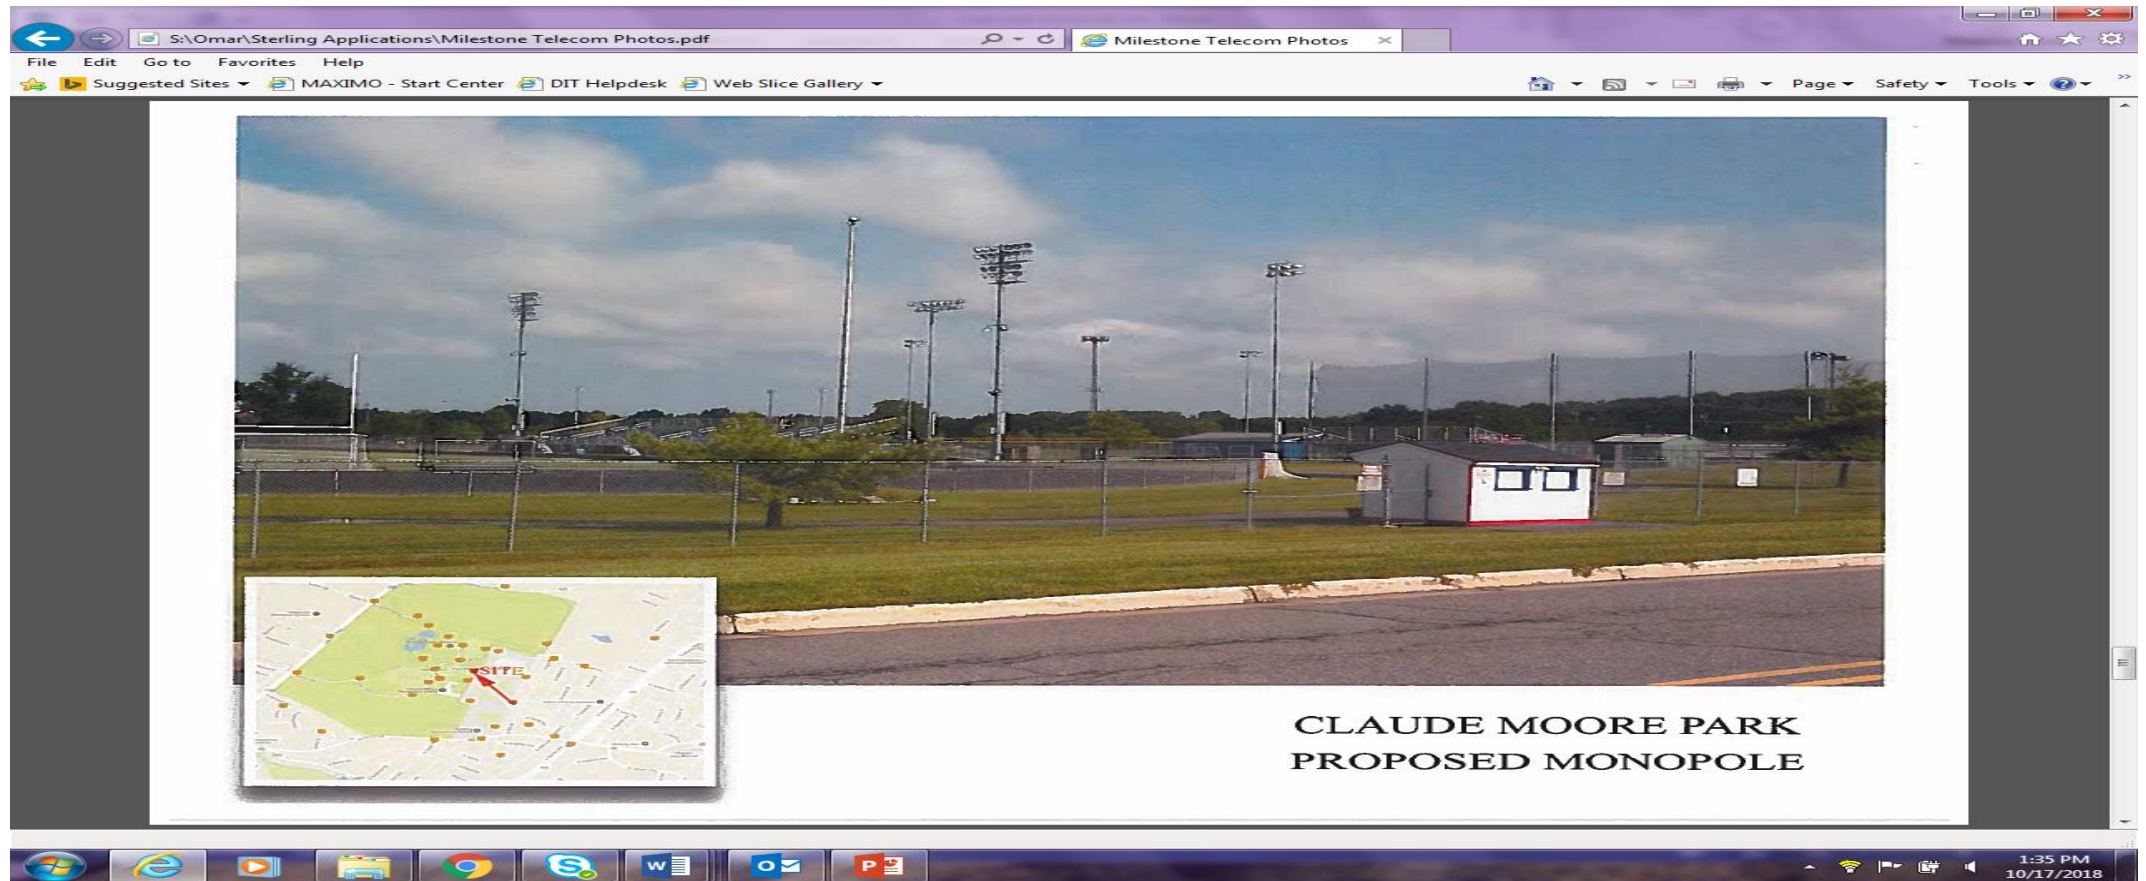 S:\Omar\Sterling Applications\Milestone Telecom Photos.pdf
Milestone Telecom Photos
File Edit Go to Favorites Help
Suggested Sites MAXIMO - Start Center DIT Helpdesk Web Slice Gallery
Page Safety Tools
SITE
CLAUDE MOORE PARK
PROPOSED MONOPOLE
1:35 PM
10/17/2018